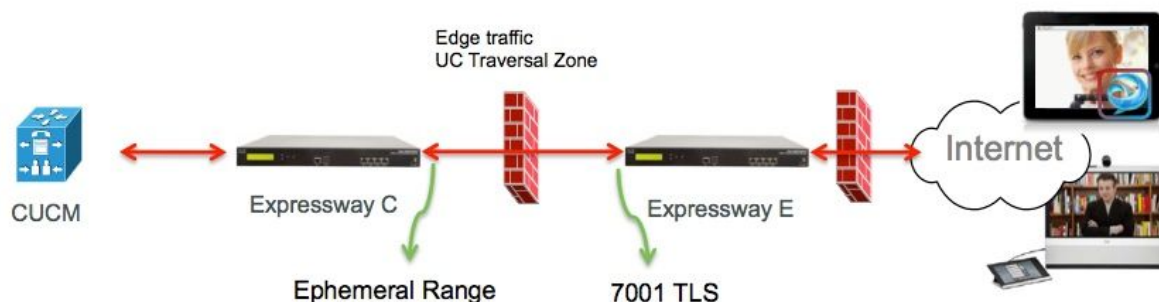 Edge traffic
UC Traversal Zone
Internet
CUCM
Expressway C
Expressway E
Ephemeral Range
7001 TLS